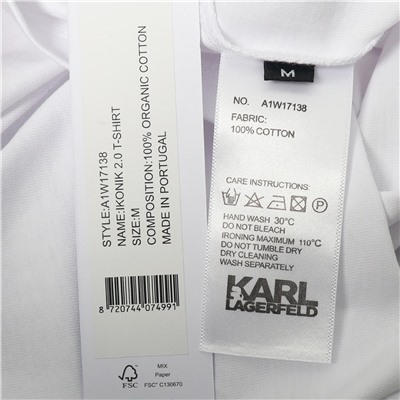 STYLE:A1W17138
NAME:IKONIK 2.0 T-SHIRT
SIZE:M
COMPOSITION:100% ORGANIC COTTON
MADE IN PORTUGAL
8 720744 074991
FSC
MIX
Paper
FSC® C130670
M
NO. A1W17138
FABRIC:
100% COTTON
CARE
P
HAND WASH 30°C
DO NOT BLEACH
IRONING MAXIMUM 110°C
DO NOT TUMBLE DRY
DRY CLEANING
WASH SEPARATELY
KARL
LAGERFELD